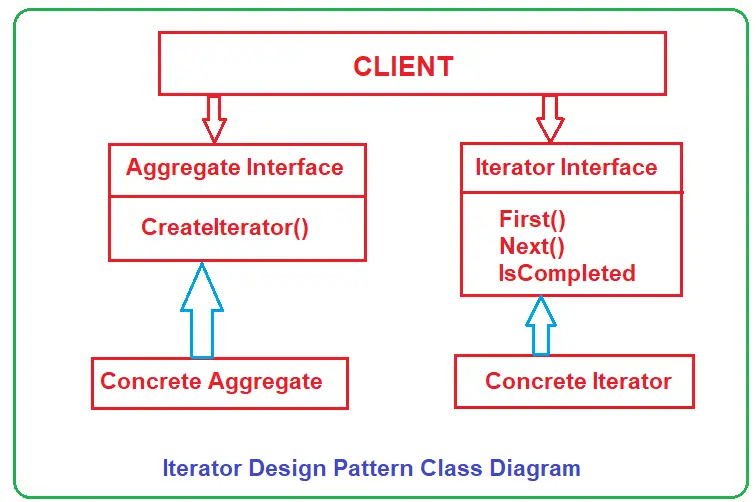 CLIENT
Aggregate Interface
CreateIterator()
Iterator Interface
First()
Next()
IsCompleted
Concrete Aggregate
Concrete Iterator
Iterator Design Pattern Class Diagram